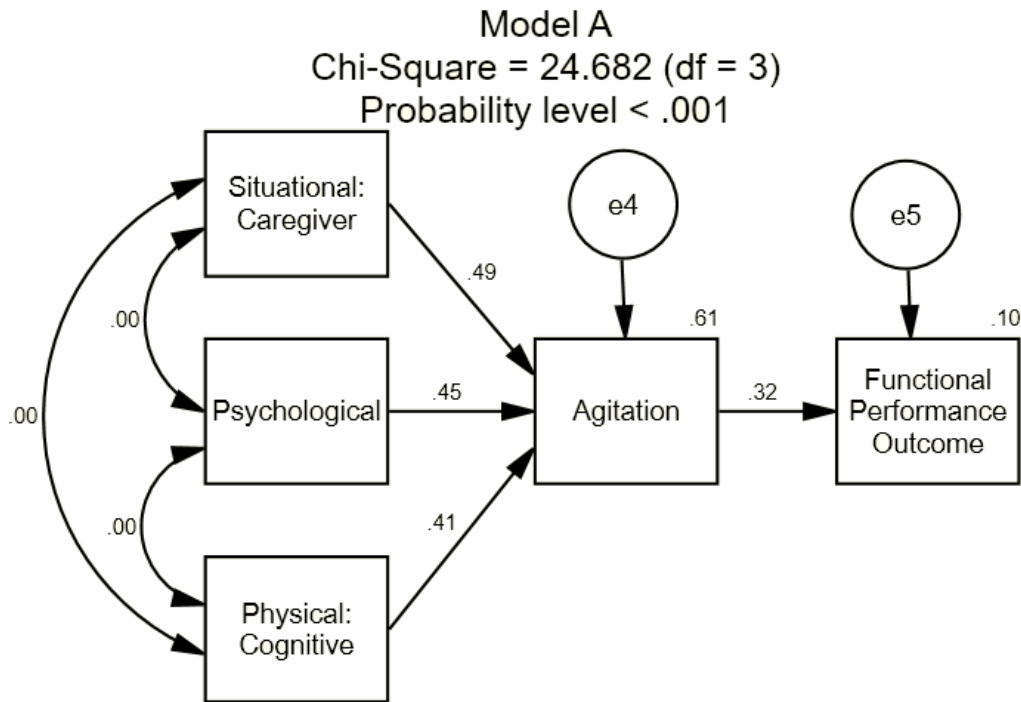 Model A
Chi-Square = 24.682 (df = 3)
Probability level < .001
Situational:
Caregiver
e4
e5
.49
.00
.61
.10
Psychological
.45
Agitation
.32
Functional
Performance
Outcome
.00
.00
.41
Physical:
Cognitive